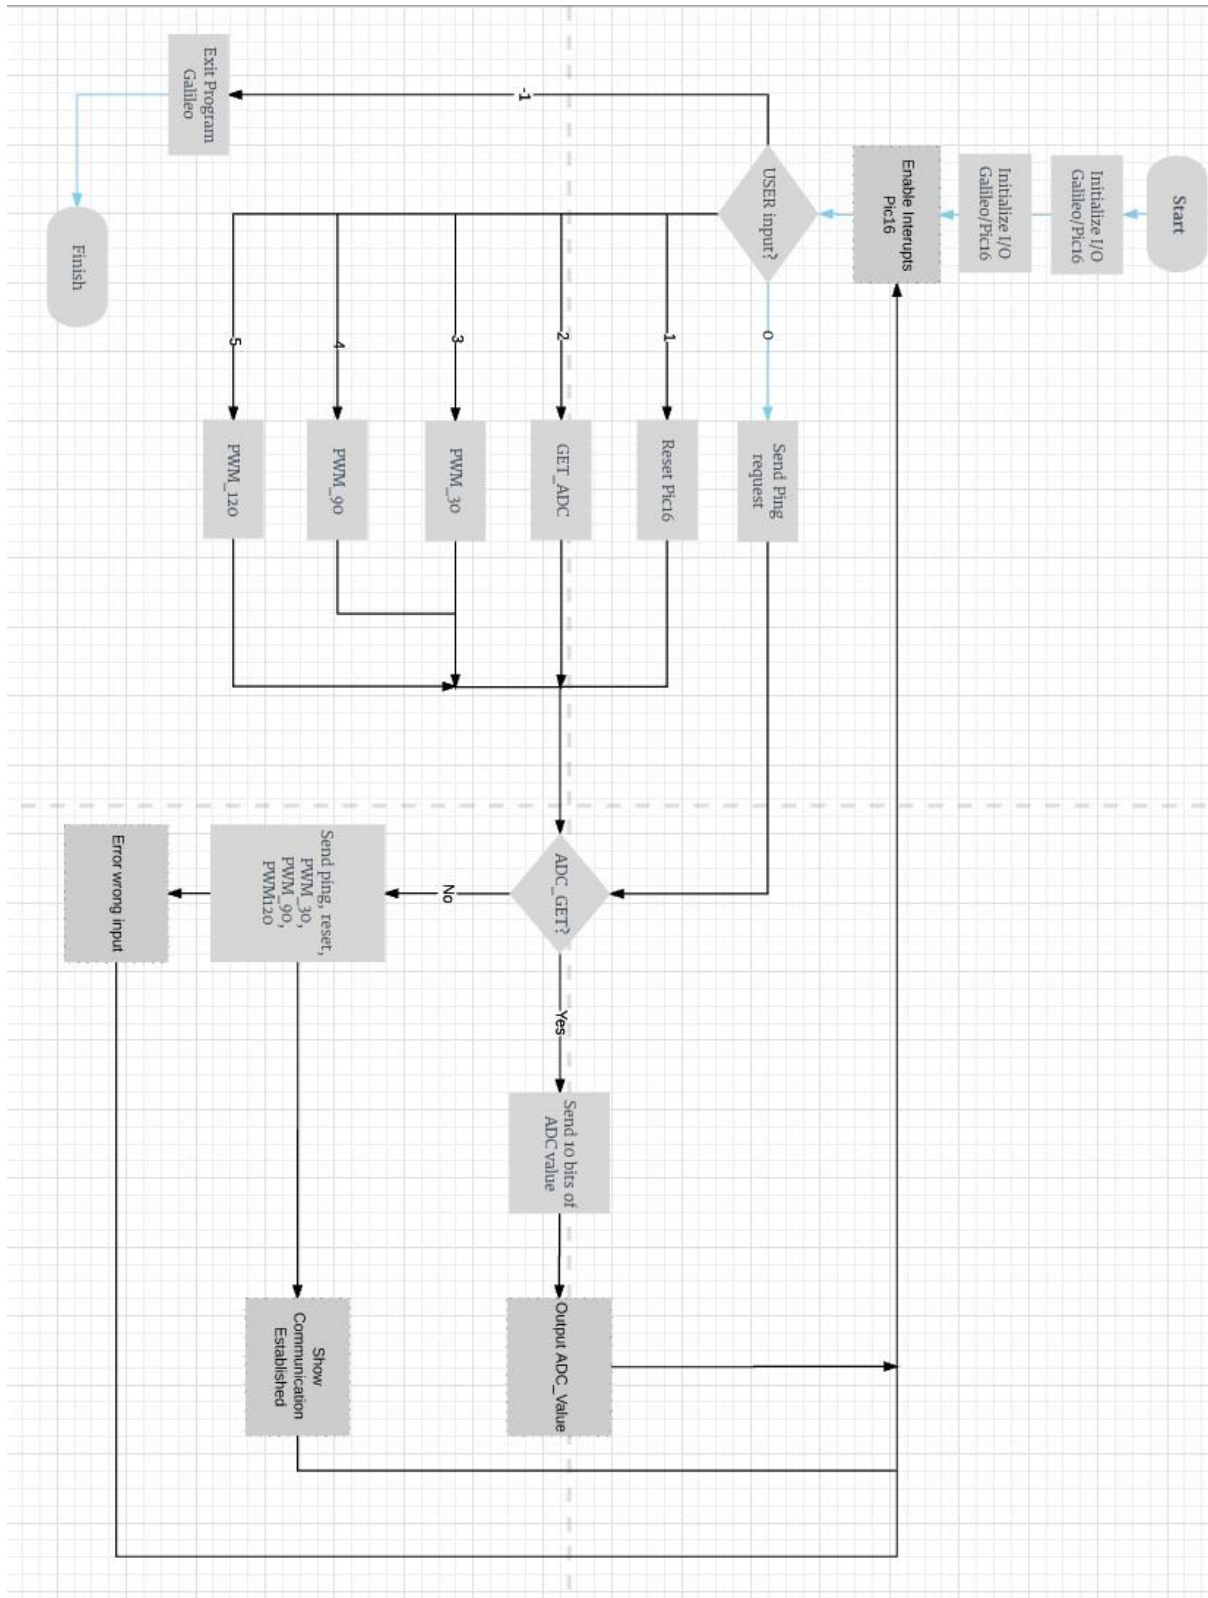 Start
Initialize I/O
Galileo/Pic16
Initialize I/O
Galileo/Pic16
Enable Interupts
Pic16
USER input?
-1
Exit Program
Galileo
Finish
0
1
2
3
4
5
Send Ping
request
Reset Pic16
GET_ADC
PWM_30
PWM_90
PWM_120
ADC_GET?
Yes
No
Send 10 bits of
ADC value
Output ADC_Value
Send ping, reset,
PWM_30,
PWM_90,
PWM120
Error wrong input
Show
Communication
Established